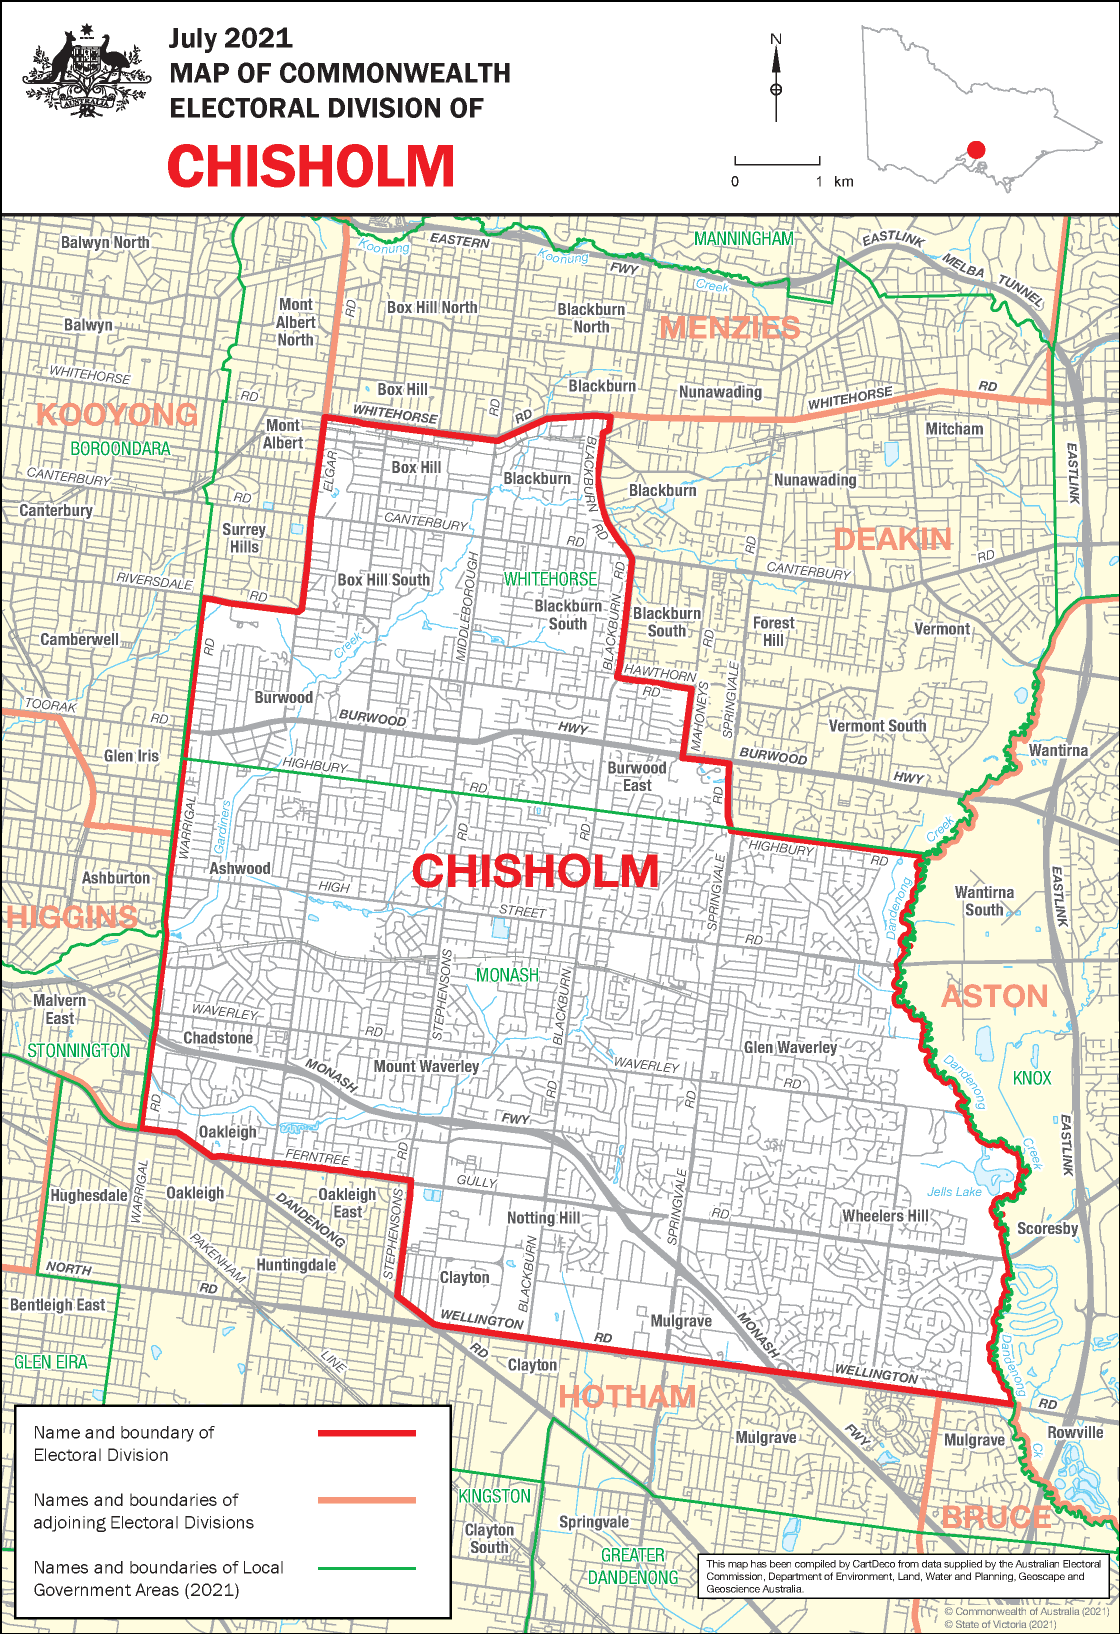 July 2021
MAP OF COMMONWEALTH
ELECTORAL DIVISION OF
CHISHOLM
AUSTRALIA
N
0 1 km
Balwyn North
Koonung
EASTERN
Koonung
FWY
MANNINGHAM
EASTLINK
MELBA TUNNEL
Creek
Mont
Albert
North
RD
Box Hill North
Blackburn
North
MENZIES
Balwyn
WHITEHORSE
RD
Box Hill
RD
Blackburn
Nunawading
WHITEHORSE
RD
KOOYONG
BOROONDARA
Mont
Albert
WHITEHORSE
RD
Mitcham
CANTERBURY
RD
Canterbury
Surrey
Hills
ELGAR
Box Hill
Blackburn
BLACKBURN
RD
Blackburn
Nunawading
EASTLINK
CANTERBURY
RD
DEAKIN
RD
CANTERBURY
RD
RIVERSDALE
RD
Box Hill South
MIDDLEBOROUGH
WHITEHORSE
Blackburn
South
BLACKBURN
RD
Blackburn
South
RD
Forest
Hill
Vermont
Camberwell
RD
Creek
HAWTHORN
RD
MAHONEYS
SPRINGVALE
TOORAK
RD
Burwood
BURWOOD
HWY
Vermont South
Wantirna
Glen Iris
HIGHBURY
RD
Burwood
East
BURWOOD
HWY
RD
WARRIGAL
Gardiners
RD
RD
HIGHBURY
RD
Creek
Ashburton
Ashwood
HIGH
STREET
CHISHOLM
SPRINGVALE
RD
Dandenong
Wantirna
South
EASTLINK
HIGGINS
STEPHENSONS
MONASH
BLACKBURN
ASTON
Malvern
East
WAVERLEY
RD
Chadstone
Mount Waverley
WAVERLEY
RD
Glen Waverley
STONNINGTON
MONASH
FWY
RD
RD
Dandenong
Creek
KNOX
EASTLINK
RD
Oakleigh
FERNTREE
RD
GULLY
RD
Jells Lake
Hughesdale
WARRIGAL
Oakleigh
Oakleigh
East
DANDENONG
STEPHENSONS
Notting Hill
SPRINGVALE
Wheelers Hill
Scoresby
PAKENHAM
LINE
Huntingdale
NORTH
RD
Clayton
BLACKBURN
Bentleigh East
WELLINGTON
RD
Mulgrave
MONASH
FWY
WELLINGTON
RD
Dandenong
Ck
GLEN EIRA
RD
Clayton
HOTHAM
Mulgrave
Mulgrave
Rowville
BRUCE
KINGSTON
Clayton
South
Springvale
GREATER
DANDENONG
Name and boundary of
Electoral Division
Names and boundaries of
adjoining Electoral Divisions
Names and boundaries of Local
Government Areas (2021)
This map has been compiled by CartDeco from data supplied by the Australian Electoral
Commission, Department of Environment, Land, Water and Planning, Geoscape and
Geoscience Australia.
© Commonwealth of Australia (2021)
© State of Victoria (2021)